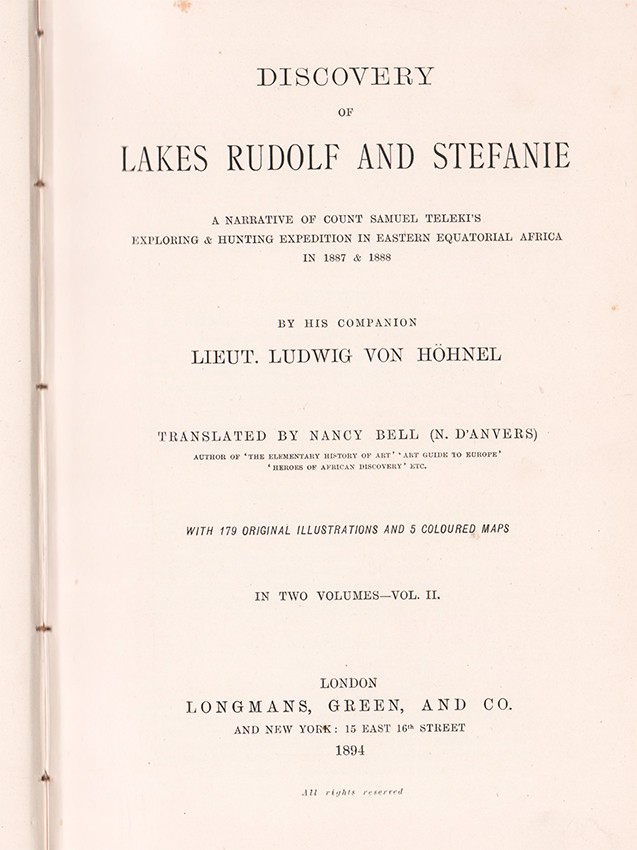 DISCOVERY
OF
LAKES RUDOLF AND STEFANIE
A NARRATIVE OF COUNT SAMUEL TELEKI'S
EXPLORING & HUNTING EXPEDITION IN EASTERN EQUATORIAL AFRICA
IN 1887 & 1888
BY HIS COMPANION
LIEUT. LUDWIG VON HÖHNEL
TRANSLATED BY NANCY BELL (N. D'ANVERS)
AUTHOR OF 'THE ELEMENTARY HISTORY OF ART' 'ART GUIDE TO EUROPE'
'HEROES OF AFRICAN DISCOVERY' ETC.
WITH 179 ORIGINAL ILLUSTRATIONS AND 5 COLOURED MAPS
IN TWO VOLUMES—VOL. II.
LONDON
LONGMANS, GREEN, AND CO.
AND NEW YORK: 15 EAST 16th STREET
1894
All rights reserved